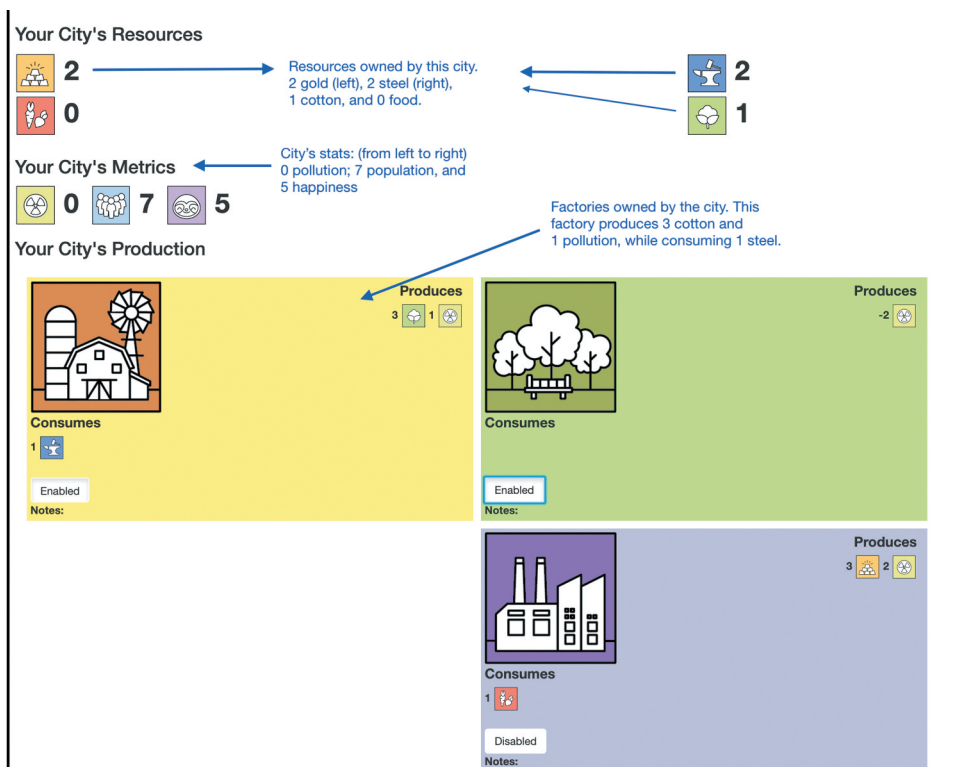 Your City's Resources
2
Resources owned by this city.
2 gold (left), 2 steel (right),
1 cotton, and 0 food.
2
0
1
Your City's Metrics
City's stats: (from left to right)
0 pollution; 7 population, and
5 happiness
0
7
5
Factories owned by the city. This
factory produces 3 cotton and
1 pollution, while consuming 1 steel.
Your City's Production
Produces
3
1
Consumes
1
Enabled
Notes:
Produces
-2
Consumes
Enabled
Notes:
Produces
3
2
Consumes
1
Disabled
Notes: